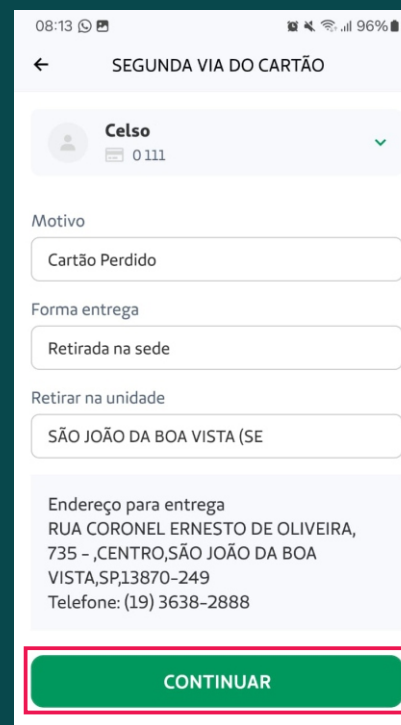 08:13 96%
SEGUNDA VIA DO CARTÃO
Celso
0 111
Motivo
Cartão Perdido
Forma entrega
Retirada na sede
Retirar na unidade
SÃO JOÃO DA BOA VISTA (SE
Endereço para entrega
RUA CORONEL ERNESTO DE OLIVEIRA,
735 - ,CENTRO,SÃO JOÃO DA BOA
VISTA,SP,13870-249
Telefone: (19) 3638-2888
CONTINUAR